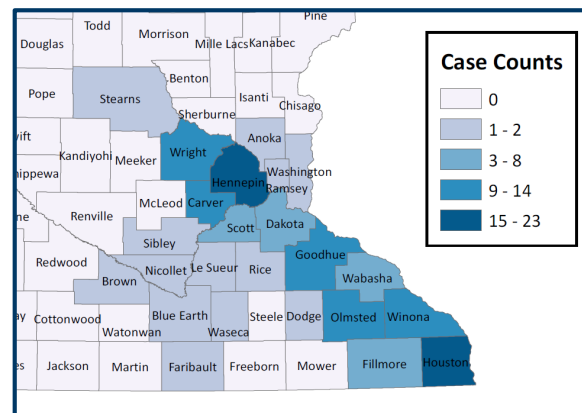 Todd
Morrison
Pine
Douglas
Mille Lacs
Kanabec
Benton
Pope
Stearns
Isanti
Sherburne
Chisago
wift
Anoka
Kandiyohi
Wright
Meeker
Washington
hippewa
Hennepin
Ramsey
McLeod
Carver
Renville
Scott
Dakota
Sibley
Goodhue
Redwood
Nicollet
Le Sueur
Rice
Wabasha
Brown
Cottonwood
Blue Earth
Waseca
Steele
Dodge
Olmsted
Winona
Watonwan
Jackson
Martin
Faribault
Freeborn
Mower
Fillmore
Houston
Case Counts
0
1 - 2
3 - 8
9 - 14
15 - 23